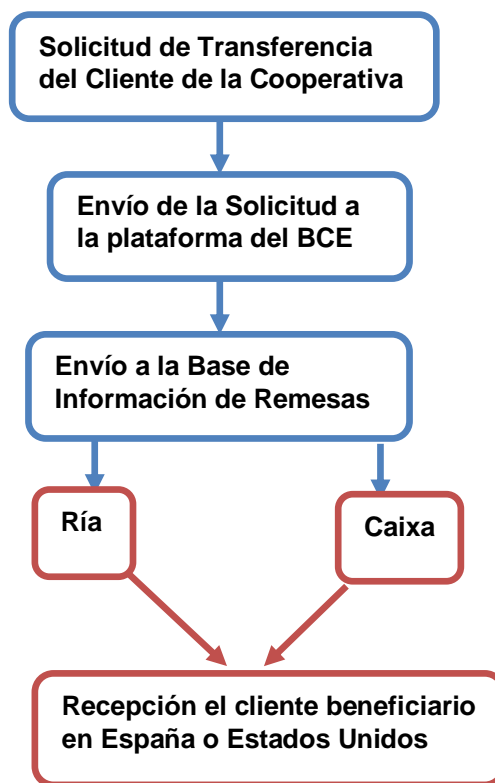 Solicitud de Transferencia
del Cliente de la Cooperativa
Envío de la Solicitud a
la plataforma del BCE
Envío a la Base de
Información de Remesas
Ría
Caixa
Recepción el cliente beneficiario
en España o Estados Unidos